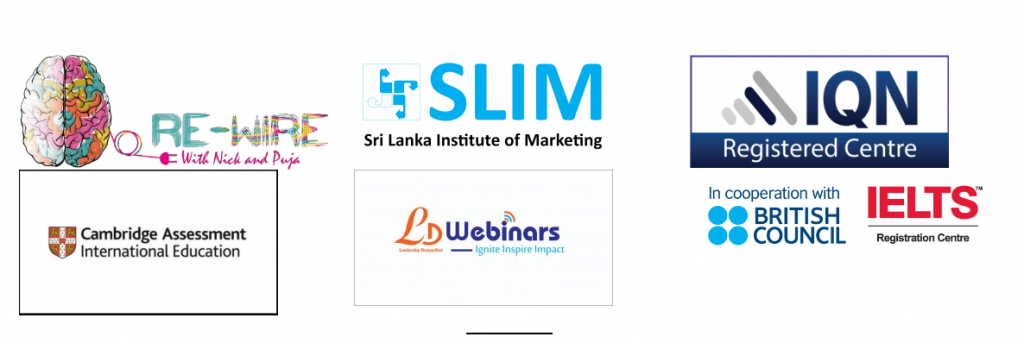 RE-WIRE
With Nick and Puja
SLIM
Sri Lanka Institute of Marketing
IQN
Registered Centre
Cambridge Assessment
International Education
LD Webinars
Leadership Demystified
Ignite Inspire Impact
In cooperation with
BRITISH
COUNCIL
IELTS™
Registration Centre